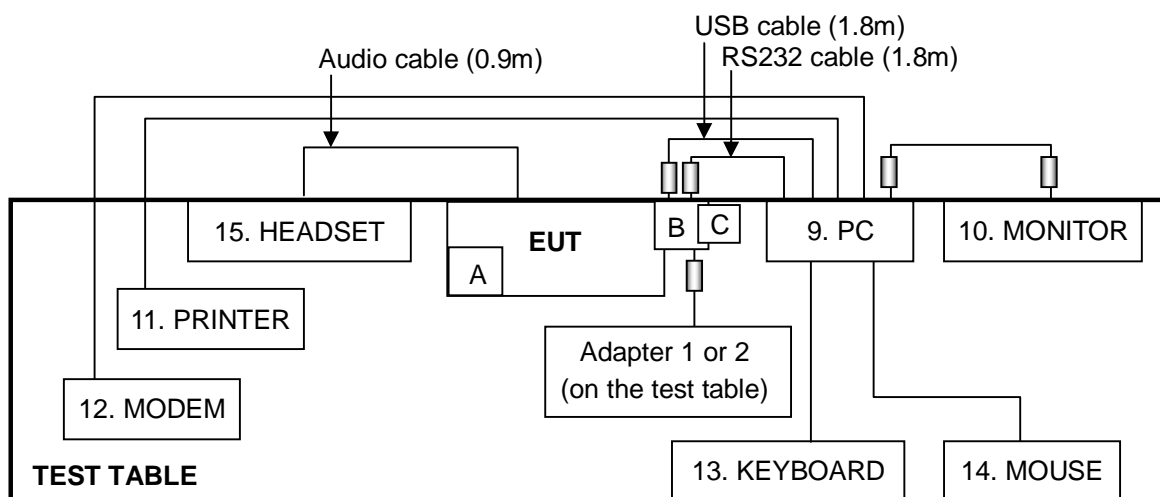 USB cable (1.8m)
Audio cable (0.9m)
RS232 cable (1.8m)
15. HEADSET
EUT
B
C
9. PC
10. MONITOR
A
11. PRINTER
Adapter 1 or 2
(on the test table)
12. MODEM
TEST TABLE
13. KEYBOARD
14. MOUSE